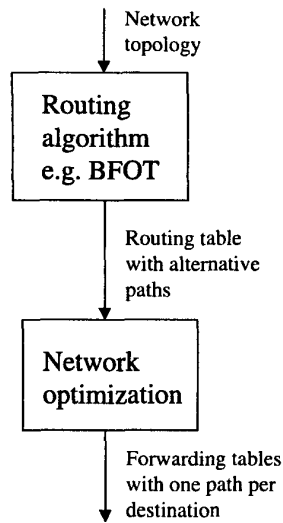 Network
topology
Routing
algorithm
e.g. BFOT
Routing table
with alternative
paths
Network
optimization
Forwarding tables
with one path per
destination